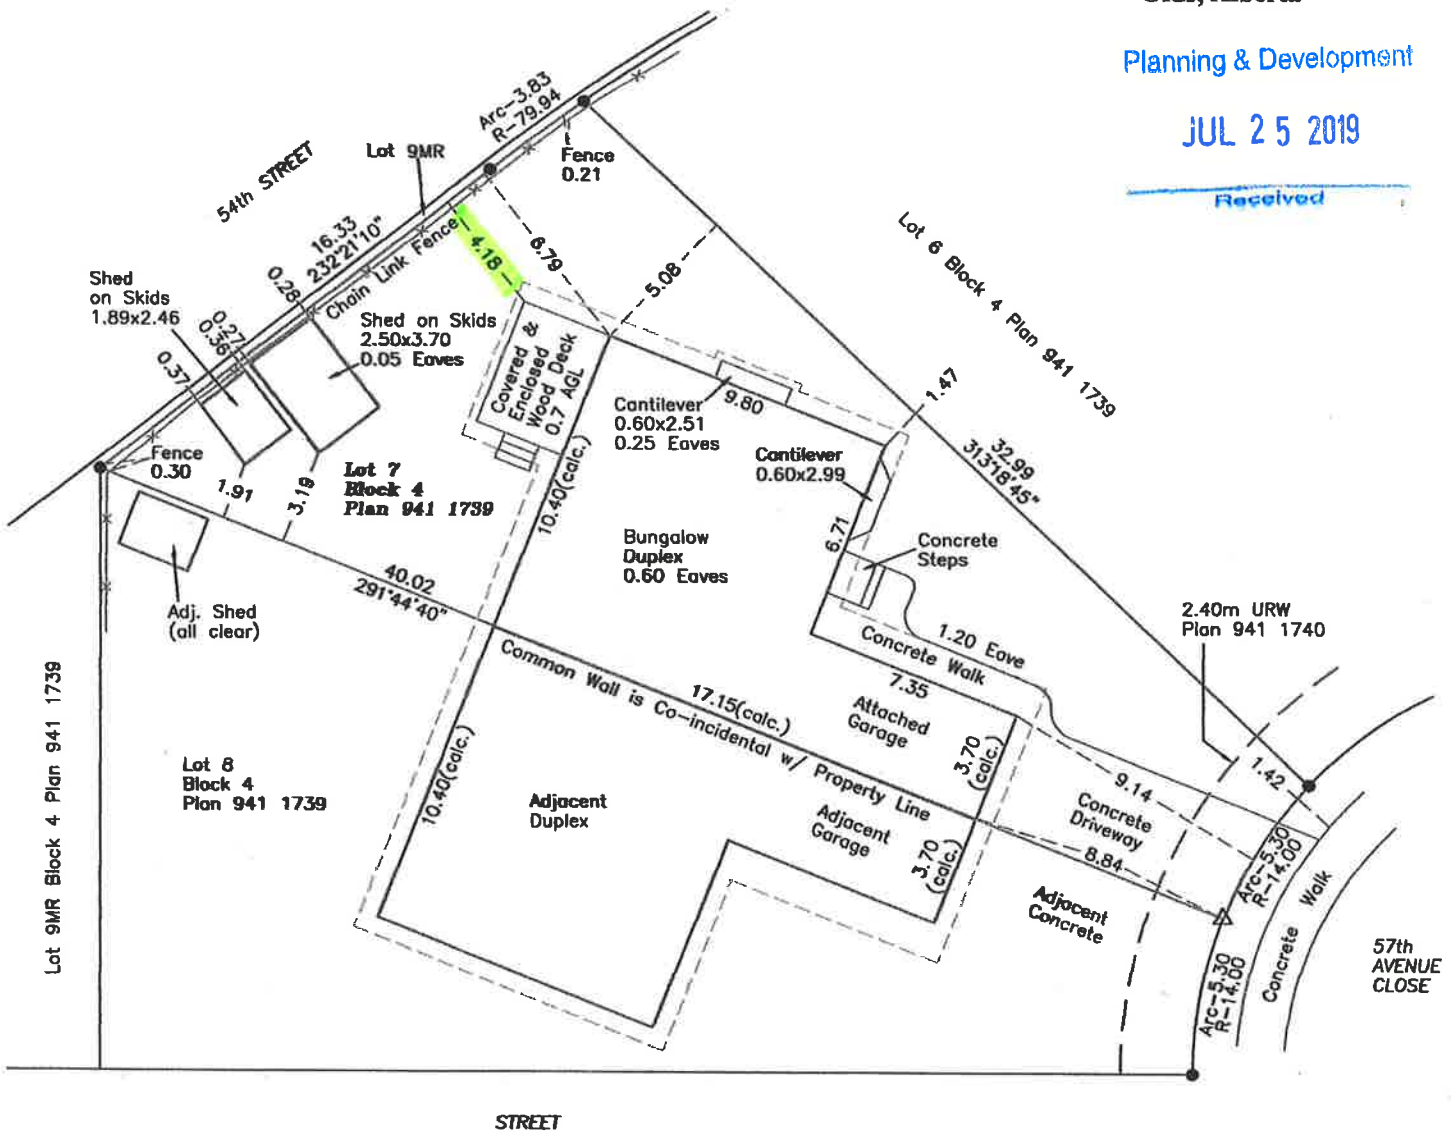 Planning & Development
JUL 25 2019
Received
Arc-3.83
R-79.94
54th STREET
Lot 9MR
Fence
0.21
16.33
232°21'10"
Chain Link Fence
4.18
6.79
5.08
Lot 6 Block 4 Plan 941 1739
Shed
on Skids
1.89x2.46
0.28
0.27
0.36
0.37
Shed on Skids
2.50x3.70
0.05 Eaves
Covered &
Enclosed
Wood Deck
0.7 AGL
Cantilever
0.60x2.51
0.25 Eaves
9.80
1.47
Cantilever
0.60x2.99
32.99
313°18'45"
Fence
0.30
1.91
3.19
Lot 7
Block 4
Plan 941 1739
10.40(calc.)
Bungalow
Duplex
0.60 Eaves
6.71
Concrete
Steps
40.02
291°44'40"
Adj. Shed
(all clear)
2.40m URW
Plan 941 1740
1.20 Eave
Concrete Walk
7.35
Common Wall is Co-incidental w/ Property Line
17.15(calc.)
Attached
Garage
3.70
(calc.)
Lot 9MR Block 4 Plan 941 1739
Lot 8
Block 4
Plan 941 1739
10.40(calc.)
Adjacent
Duplex
Adjacent
Garage
3.70
(calc.)
9.14
1.42
Concrete
Driveway
8.84
Arc-5.30
R-14.00
Adjacent
Concrete
Concrete Walk
Arc-5.30
R-14.00
57th
AVENUE
CLOSE
STREET